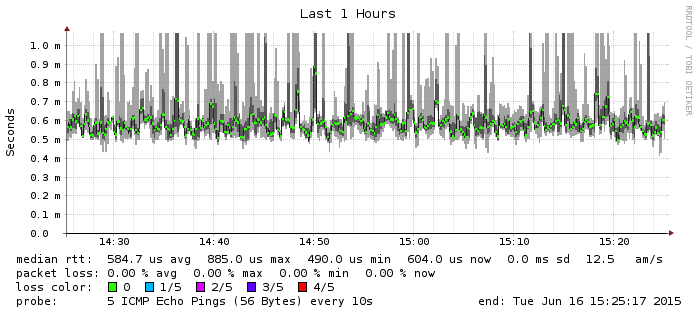 Last 1 Hours
RRDTOOL / TOBI OETIKER
Seconds
1.0 m
0.9 m
0.8 m
0.7 m
0.6 m
0.5 m
0.4 m
0.3 m
0.2 m
0.1 m
0.0
14:30 14:40 14:50 15:00 15:10 15:20
median rtt: 584.7 us avg 885.0 us max 490.0 us min 604.0 us now 0.0 ms sd 12.5 am/s
packet loss: 0.00 % avg 0.00 % max 0.00 % min 0.00 % now
loss color: 0 1/5 2/5 3/5 4/5
probe: 5 ICMP Echo Pings (56 Bytes) every 10s end: Tue Jun 16 15:25:17 2015